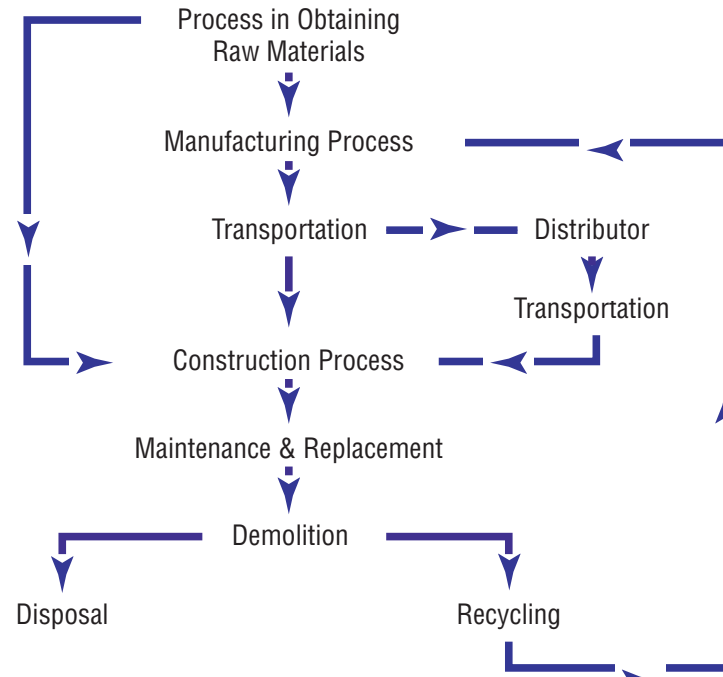 Process in Obtaining
Raw Materials
Manufacturing Process
Transportation
Distributor
Transportation
Construction Process
Maintenance & Replacement
Demolition
Disposal
Recycling